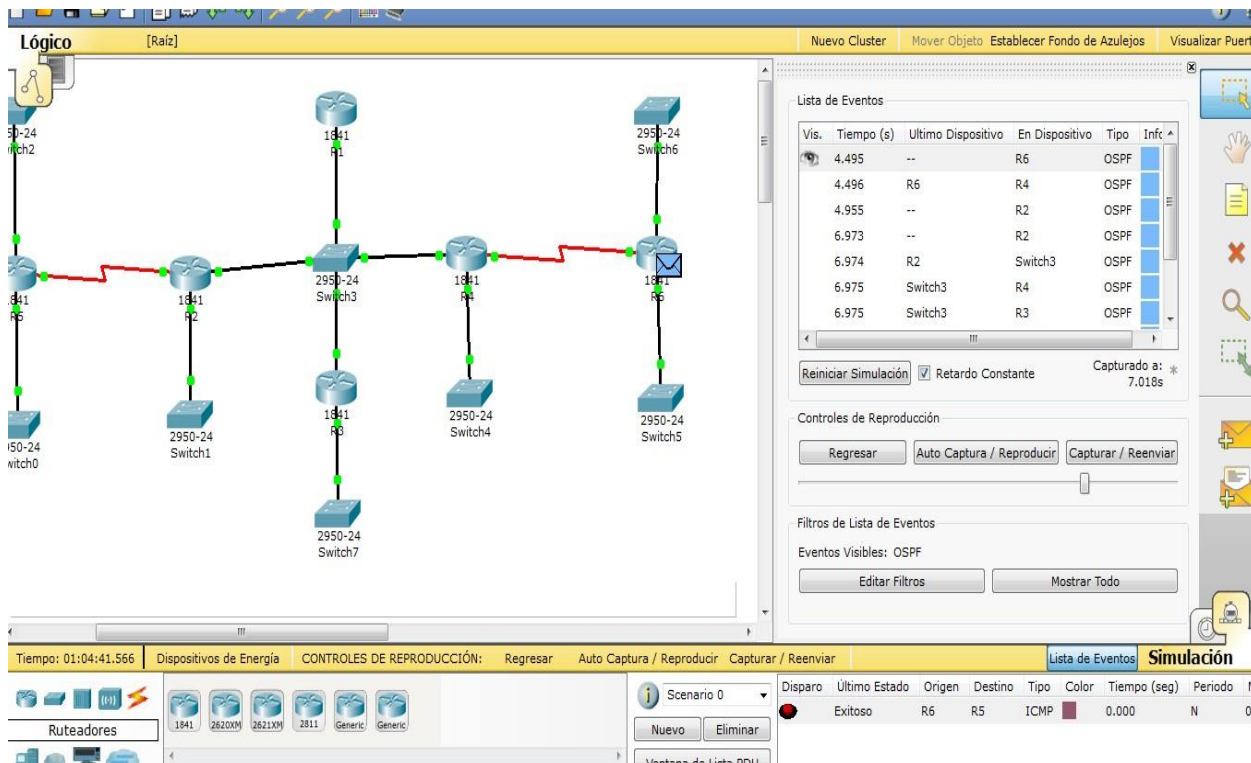 Lógico [Raíz] Nuevo Cluster Mover Objeto Establecer Fondo de Azulejos Visualizar Puert
1841
R1
2950-24
Switch6
2950-24
Switch3
1841
R4
1841
R6
1841
R2
1841
R5
1841
R3
2950-24
Switch1
2950-24
Switch4
2950-24
Switch5
2950-24
Switch7
Lista de Eventos
Vis. Tiempo (s) Ultimo Dispositivo En Dispositivo Tipo Infc
4.495 -- R6 OSPF
4.496 R6 R4 OSPF
4.955 -- R2 OSPF
6.973 -- R2 OSPF
6.974 R2 Switch3 OSPF
6.975 Switch3 R4 OSPF
6.975 Switch3 R3 OSPF
Reiniciar Simulación Retardo Constante Capturado a: *
7.018s
Controles de Reproducción
Regresar Auto Captura / Reproducir Capturar / Reenviar
Filtros de Lista de Eventos
Eventos Visibles: OSPF
Editar Filtros Mostrar Todo
Tiempo: 01:04:41.566 Dispositivos de Energía CONTROLES DE REPRODUCCIÓN: Regresar Auto Captura / Reproducir Capturar / Reenviar Lista de Eventos Simulación
Ruteadores
1841 2620XM 2621XM 2811 Generic Generic
Scenario 0
Nuevo Eliminar
Ventana de Lista PDU
Disparo Último Estado Origen Destino Tipo Color Tiempo (seg) Periodo
Exitoso R6 R5 ICMP 0.000 N